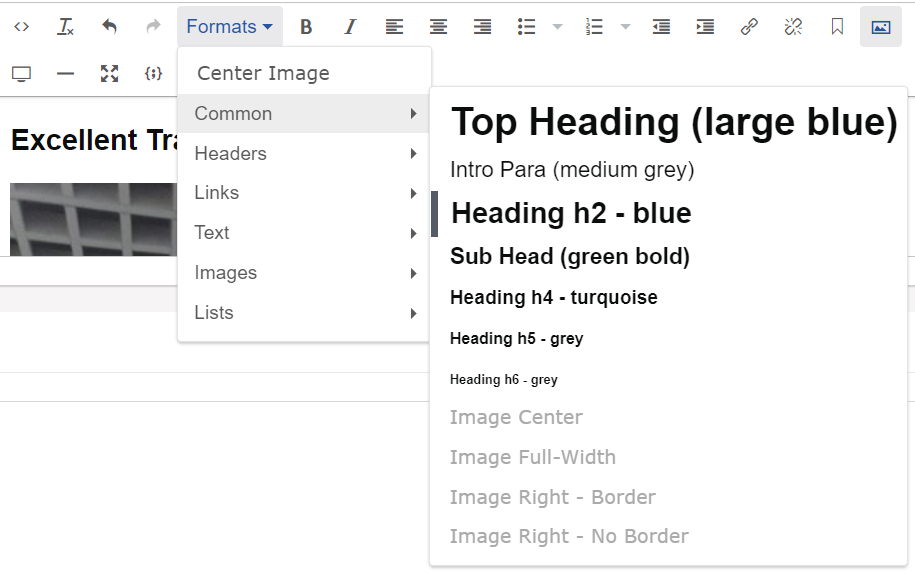 Formats
B
I
Center Image
Common
Headers
Links
Text
Images
Lists
Top Heading (large blue)
Intro Para (medium grey)
Heading h2 - blue
Sub Head (green bold)
Heading h4 - turquoise
Heading h5 - grey
Heading h6 - grey
Image Center
Image Full-Width
Image Right - Border
Image Right - No Border
Excellent